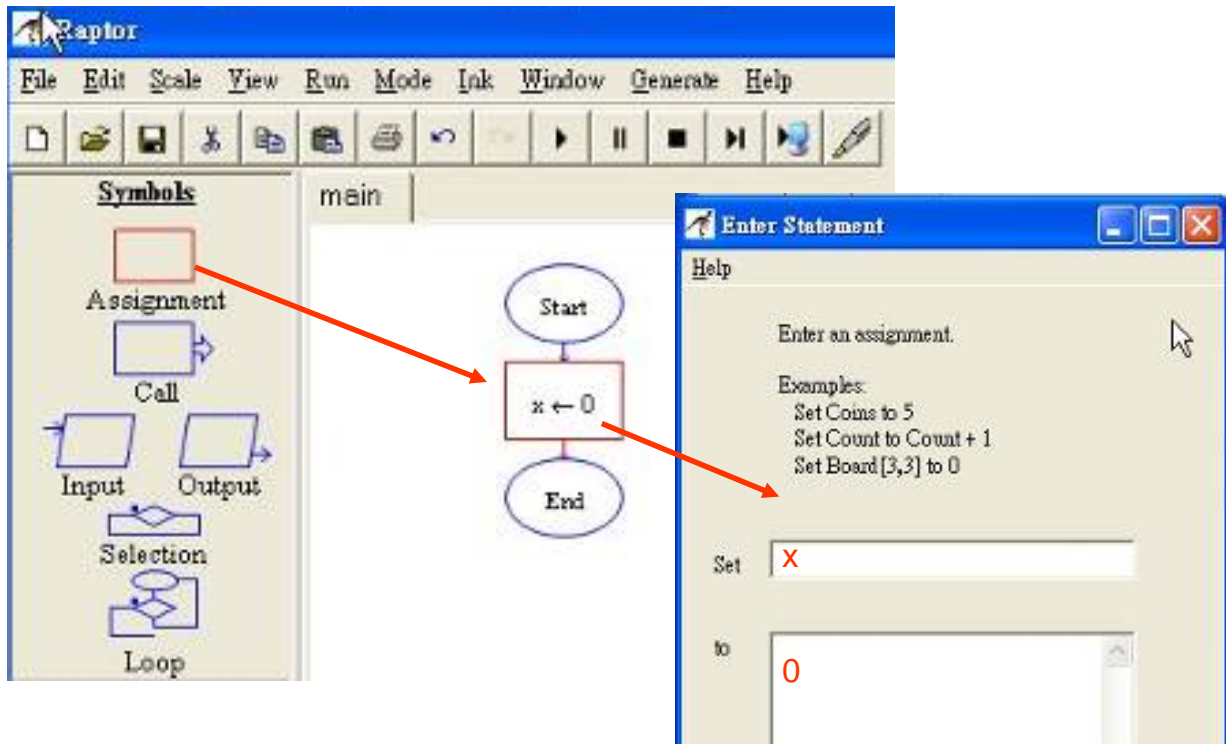 Raptor
File Edit Scale View Run Mode Ink Window Generate Help
Symbols
Assignment
Call
Input Output
Selection
Loop
main
Start
x ← 0
End
Enter Statement
Help
Enter an assignment.
Examples:
Set Coins to 5
Set Count to Count + 1
Set Board[3,3] to 0
Set x
to 0